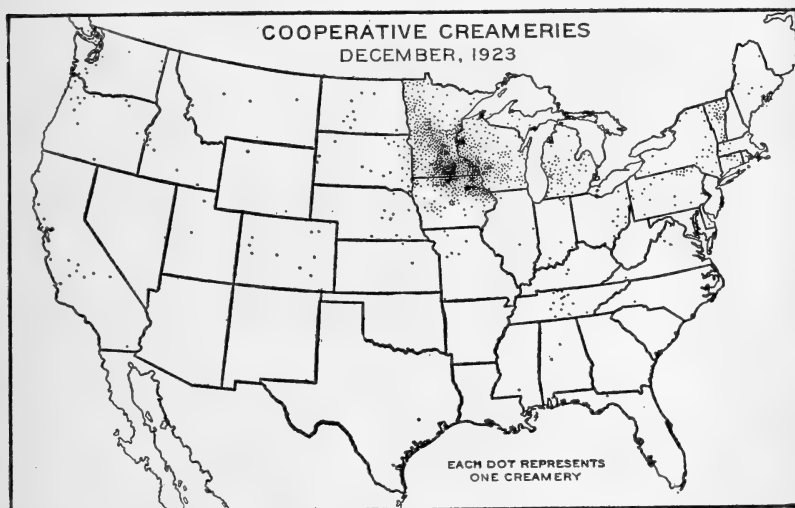 COOPERATIVE CREAMERIES
DECEMBER, 1923
EACH DOT REPRESENTS
ONE CREAMERY